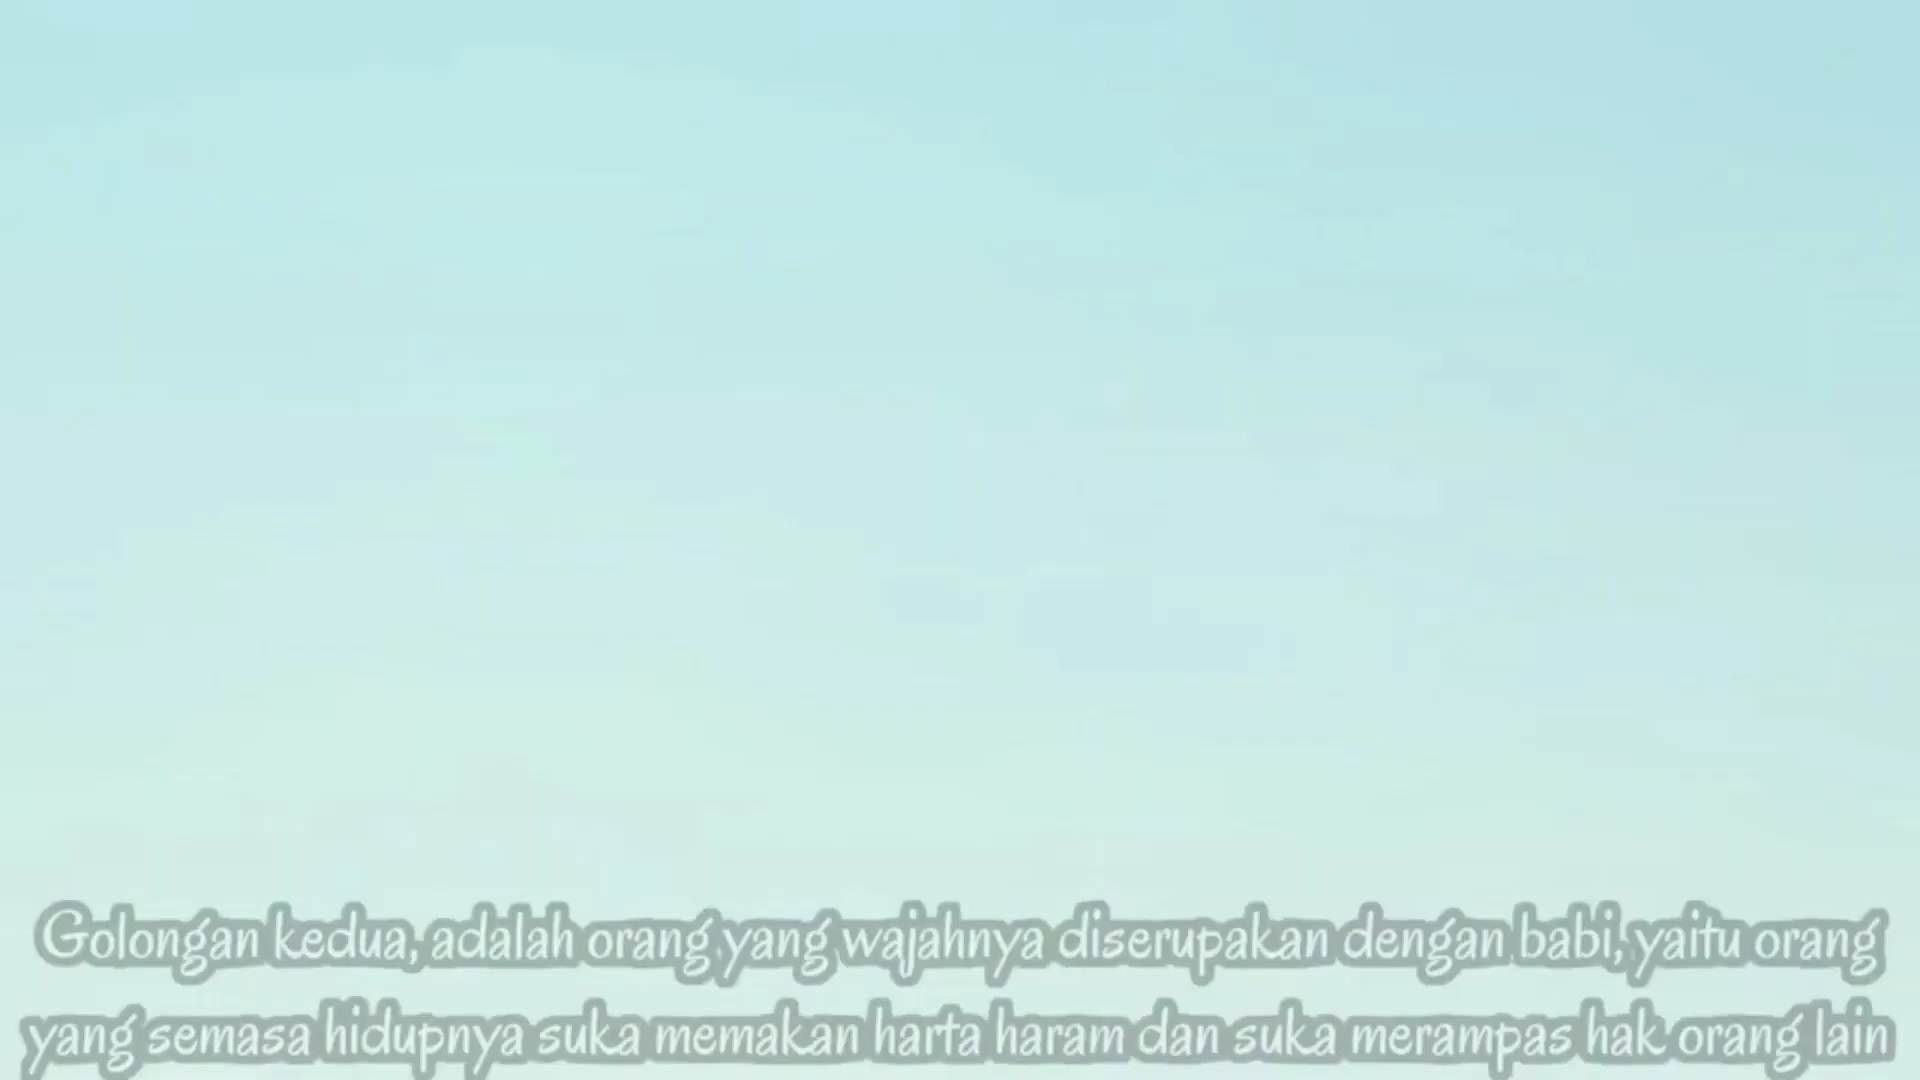 Golongan kedua, adalah orang yang wajahnya diserupakan dengan babi, yaitu orang
yang semasa hidupnya suka memakan harta haram dan suka merampas hak orang lain